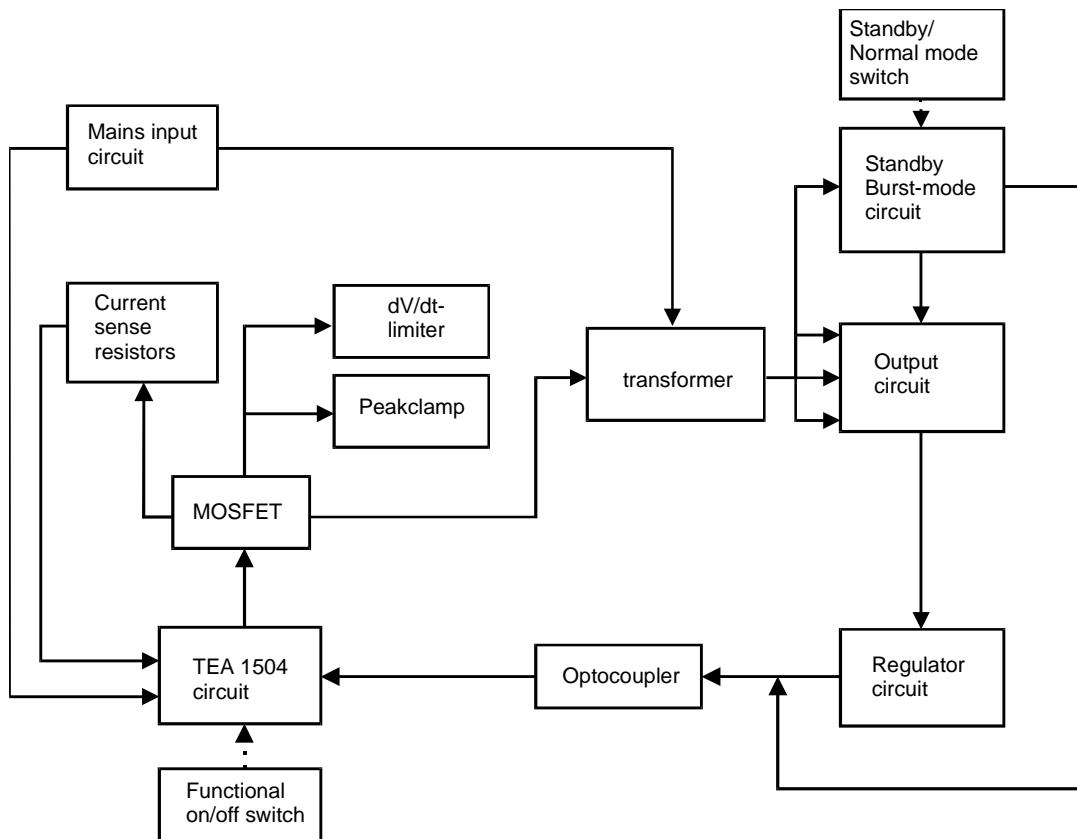 Standby/
Normal mode
switch
Mains input
circuit
Standby
Burst-mode
circuit
Current
sense
resistors
dV/dt-
limiter
transformer
Output
circuit
Peakclamp
MOSFET
TEA 1504
circuit
Optocoupler
Regulator
circuit
Functional
on/off switch